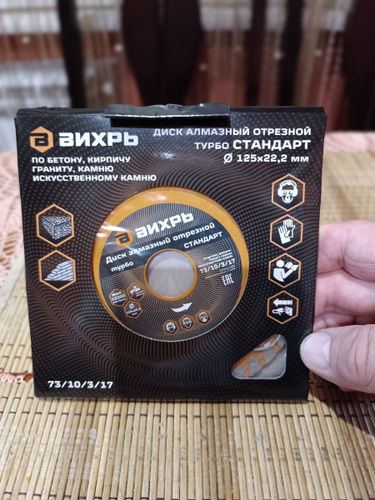 ВИХРЬ
ДИСК АЛМАЗНЫЙ ОТРЕЗНОЙ
ТУРБО СТАНДАРТ
Ø 125x22,2 мм
ПО БЕТОНУ, КИРПИЧУ
ГРАНИТУ, КАМНЮ
ИСКУССТВЕННОМУ КАМНЮ
ВИХРЬ
Диск алмазный отрезной
турбо СТАНДАРТ
73/10/3/17
EAC
73/10/3/17